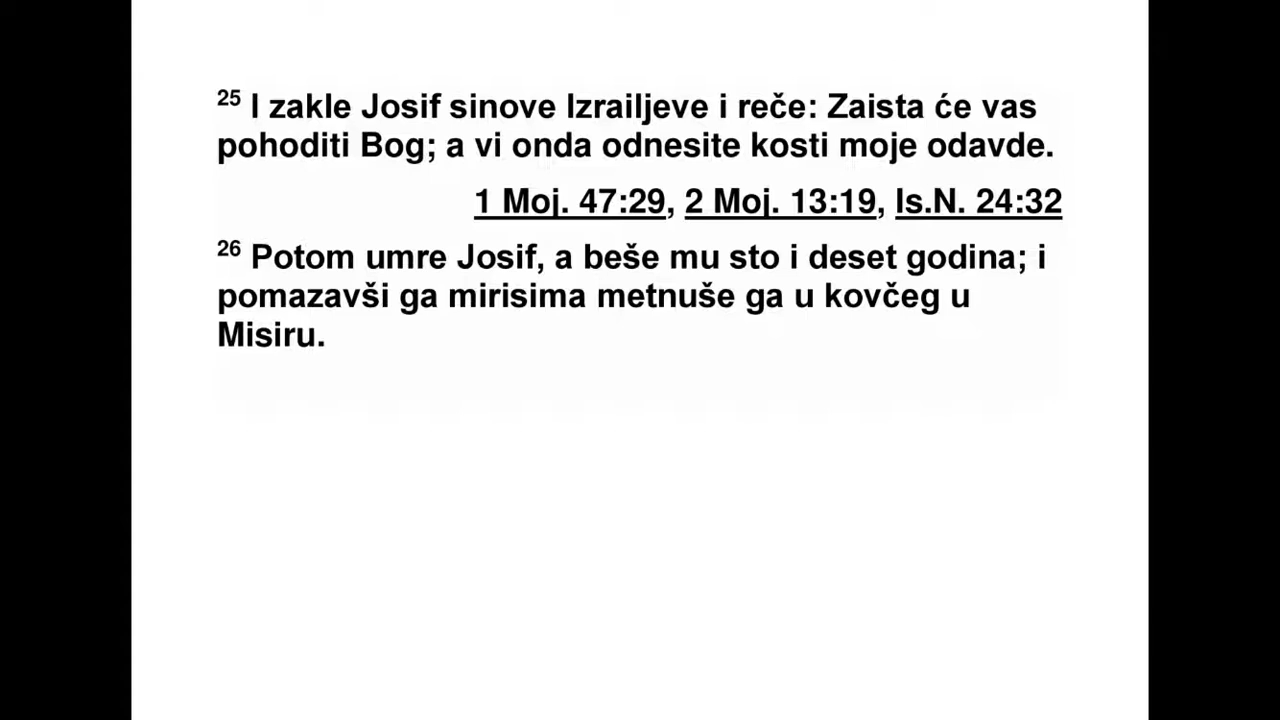 25 I zakle Josif sinove Izrailjeve i reče: Zaista će vas
pohoditi Bog; a vi onda odnesite kosti moje odavde.
1 Moj. 47:29, 2 Moj. 13:19, Is.N. 24:32
26 Potom umre Josif, a beše mu sto i deset godina; i
pomazavši ga mirisima metnuše ga u kovčeg u
Misiru.